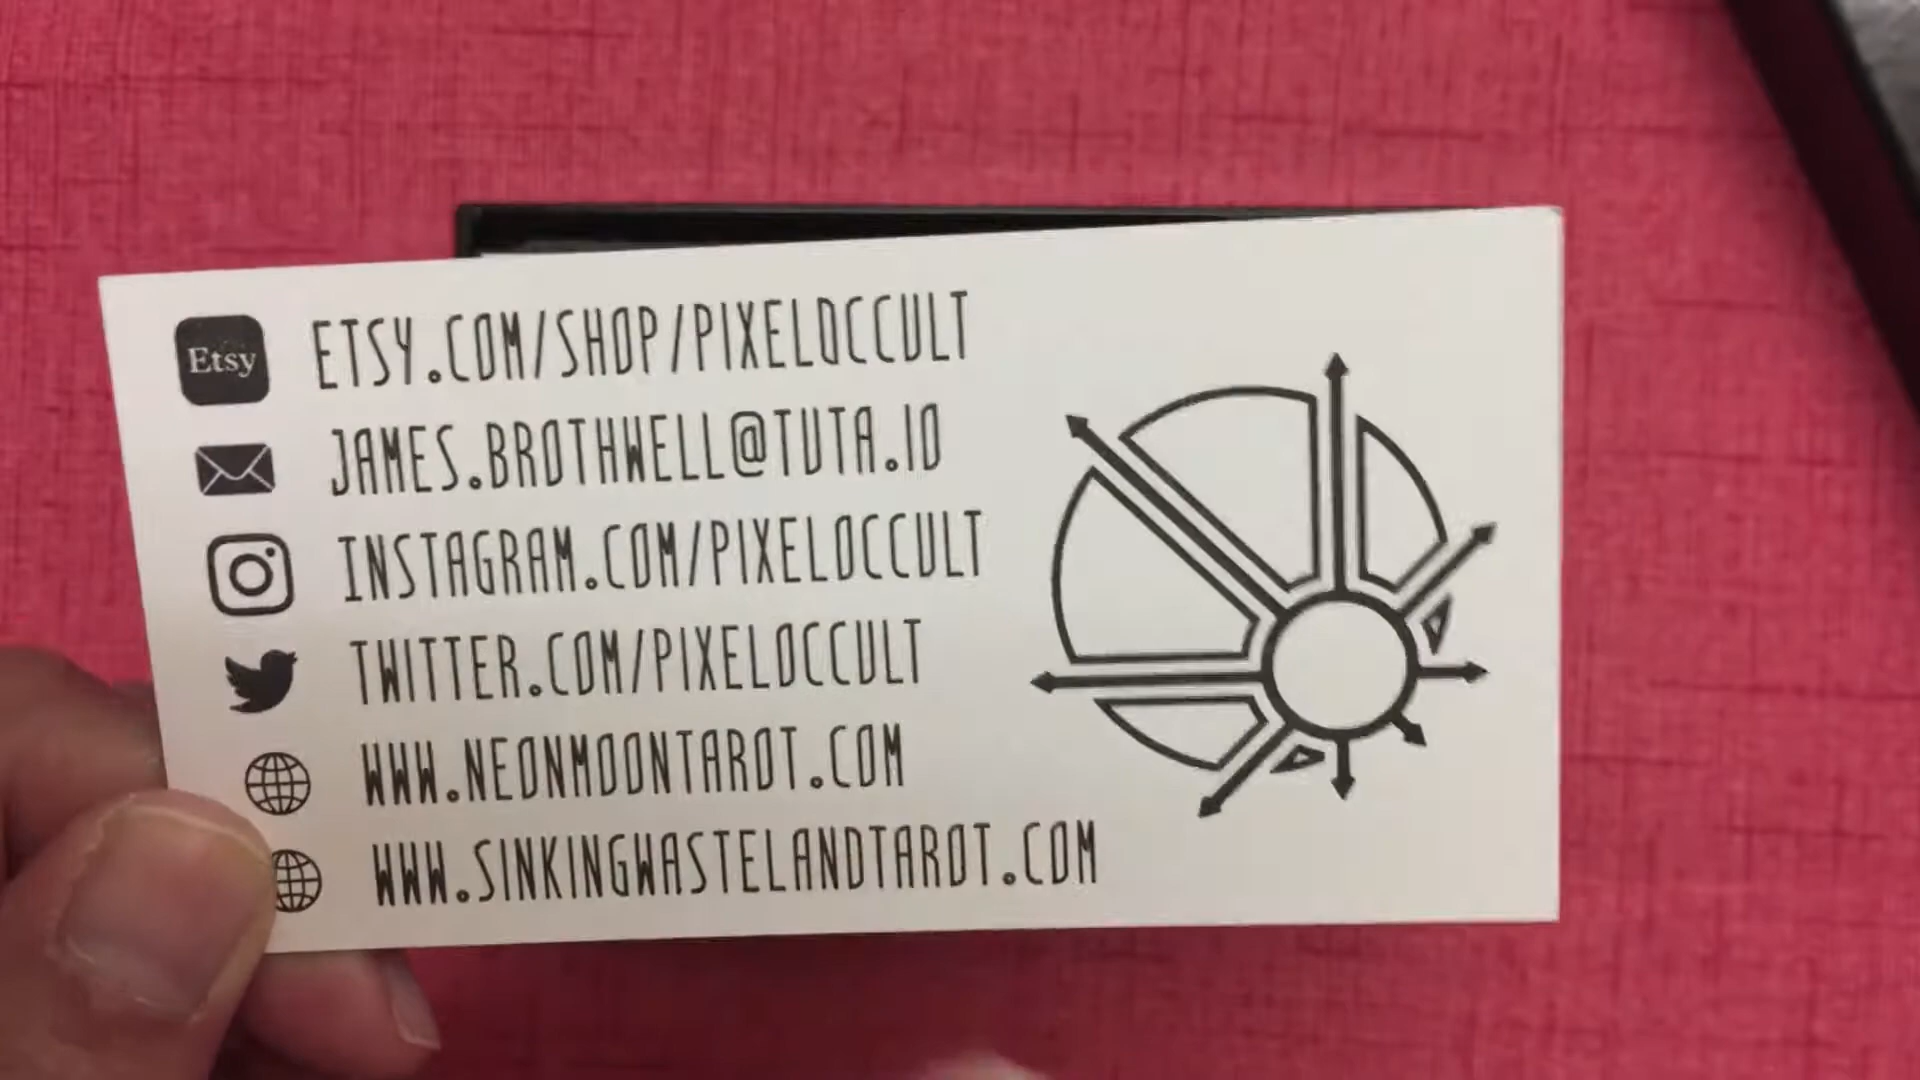 Etsy ETSY.COM/SHOP/PIXELOCCULT
JAMES.BROTHWELL@TUTA.IO
INSTAGRAM.COM/PIXELOCCULT
TWITTER.COM/PIXELOCCULT
WWW.NEONMOONTAROT.COM
WWW.SINKINGWASTELANDTAROT.COM